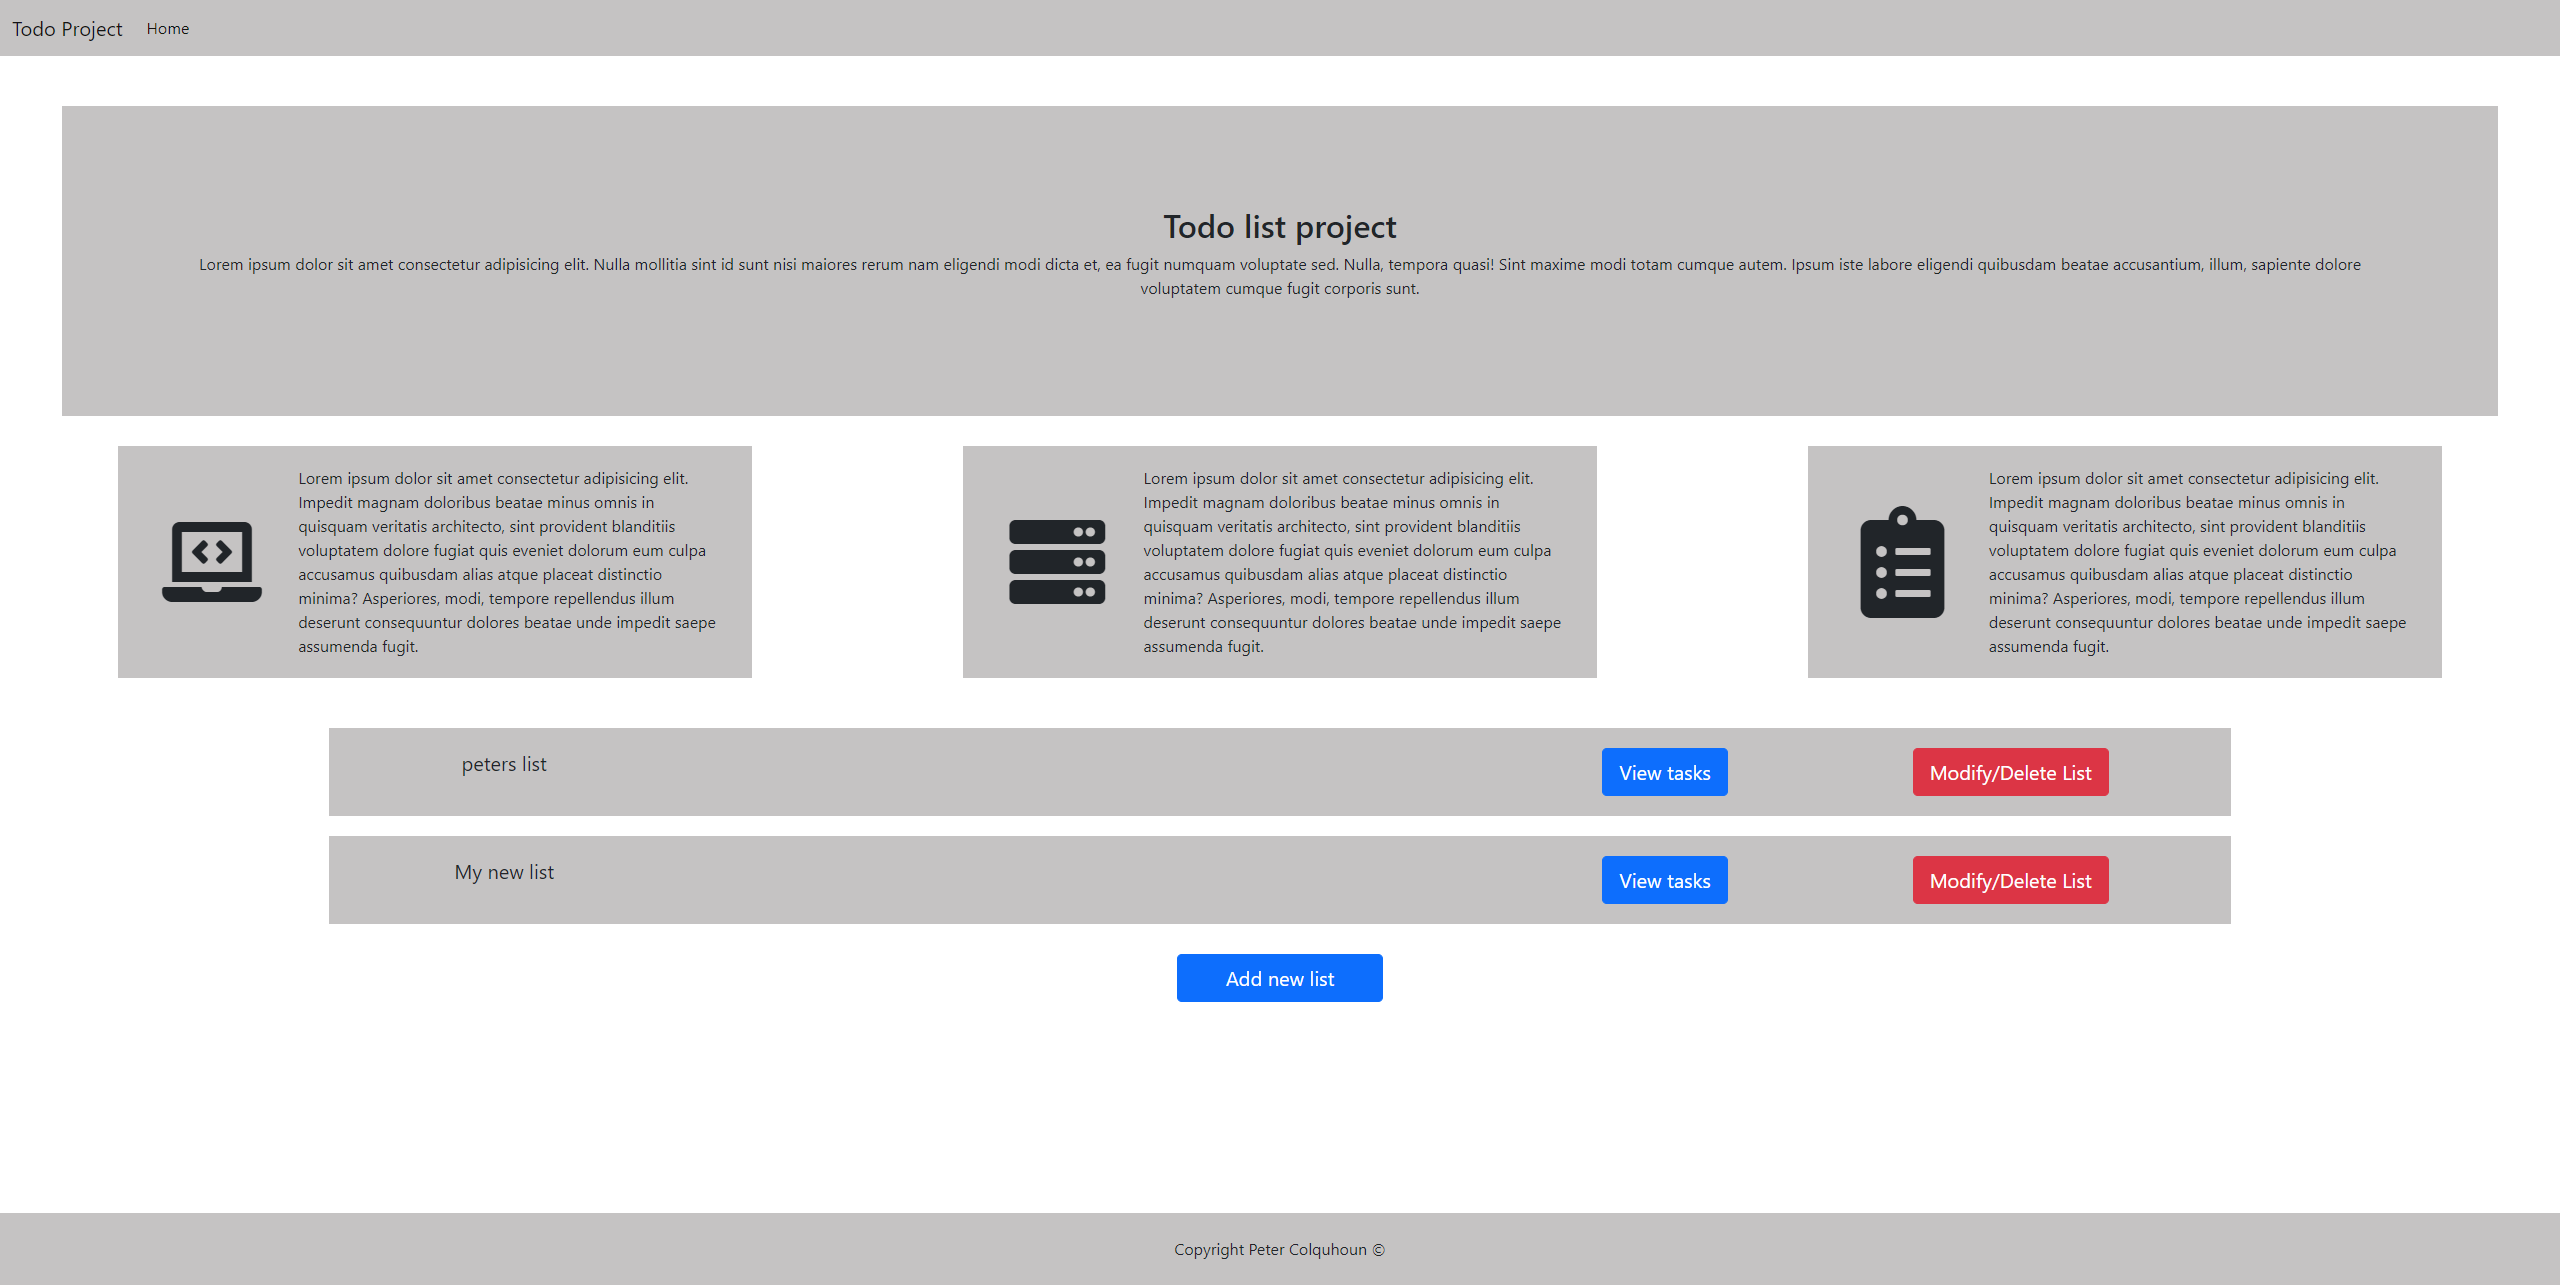 Todo Project
Home
Todo list project
Lorem ipsum dolor sit amet consectetur adipisicing elit. Nulla mollitia sint id sunt nisi maiores rerum nam eligendi modi dicta et, ea fugit numquam voluptate sed. Nulla, tempora quasi! Sint maxime modi totam cumque autem. Ipsum iste labore eligendi quibusdam beatae accusantium, illum, sapiente dolore
voluptatem cumque fugit corporis sunt.
Lorem ipsum dolor sit amet consectetur adipisicing elit.
Impedit magnam doloribus beatae minus omnis in
quisquam veritatis architecto, sint provident blanditiis
voluptatem dolore fugiat quis eveniet dolorum eum culpa
accusamus quibusdam alias atque placeat distinctio
minima? Asperiores, modi, tempore repellendus illum
deserunt consequuntur dolores beatae unde impedit saepe
assumenda fugit.
Lorem ipsum dolor sit amet consectetur adipisicing elit.
Impedit magnam doloribus beatae minus omnis in
quisquam veritatis architecto, sint provident blanditiis
voluptatem dolore fugiat quis eveniet dolorum eum culpa
accusamus quibusdam alias atque placeat distinctio
minima? Asperiores, modi, tempore repellendus illum
deserunt consequuntur dolores beatae unde impedit saepe
assumenda fugit.
Lorem ipsum dolor sit amet consectetur adipisicing elit.
Impedit magnam doloribus beatae minus omnis in
quisquam veritatis architecto, sint provident blanditiis
voluptatem dolore fugiat quis eveniet dolorum eum culpa
accusamus quibusdam alias atque placeat distinctio
minima? Asperiores, modi, tempore repellendus illum
deserunt consequuntur dolores beatae unde impedit saepe
assumenda fugit.
peters list
View tasks
Modify/Delete List
My new list
View tasks
Modify/Delete List
Add new list
Copyright Peter Colquhoun ©